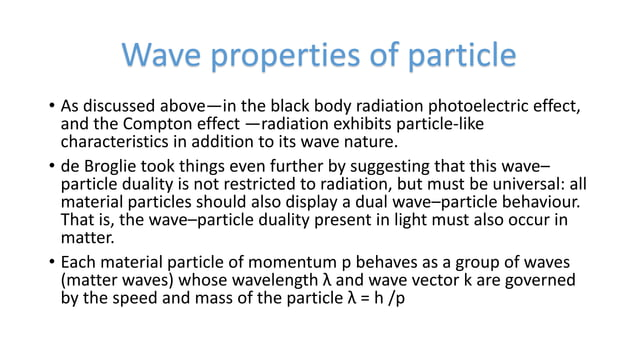 Wave properties of particle
• As discussed above—in the black body radiation photoelectric effect,
and the Compton effect —radiation exhibits particle-like
characteristics in addition to its wave nature.
• de Broglie took things even further by suggesting that this wave–
particle duality is not restricted to radiation, but must be universal: all
material particles should also display a dual wave–particle behaviour.
That is, the wave–particle duality present in light must also occur in
matter.
• Each material particle of momentum p behaves as a group of waves
(matter waves) whose wavelength λ and wave vector k are governed
by the speed and mass of the particle λ = h /p